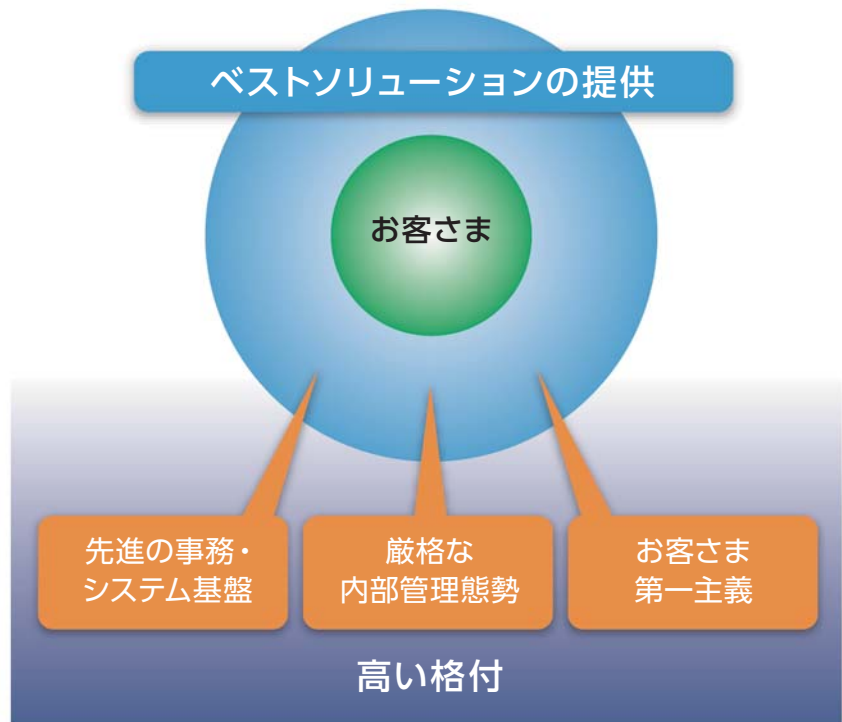 ベストソリューションの提供
お客さま
先進の事務・
システム基盤
厳格な
内部管理態勢
お客さま
第一主義
高い格付